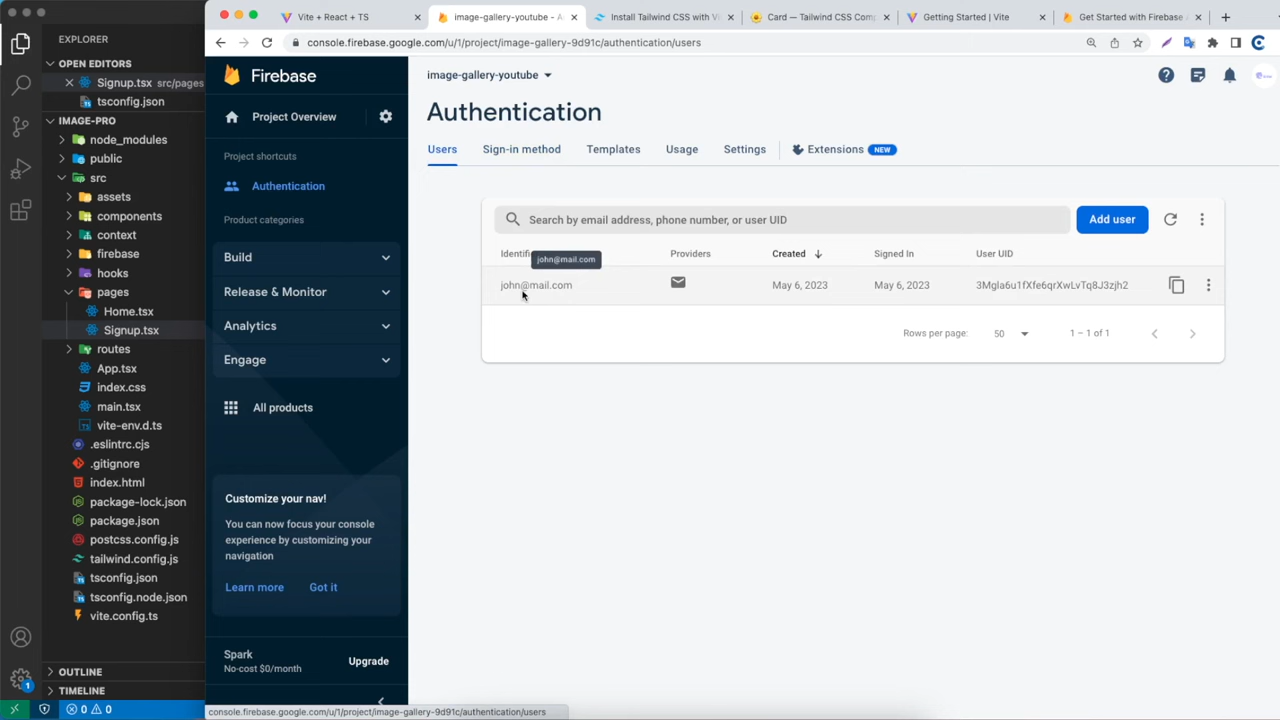 EXPLORER
OPEN EDITORS
Signup.tsx src/pages
tsconfig.json
IMAGE-PRO
node_modules
public
src
assets
components
context
firebase
hooks
pages
Home.tsx
Signup.tsx
routes
App.tsx
index.css
main.tsx
vite-env.d.ts
.eslintrc.cjs
.gitignore
index.html
package-lock.json
package.json
postcss.config.js
tailwind.config.js
tsconfig.json
tsconfig.node.json
vite.config.ts
OUTLINE
TIMELINE
1
0 0
Vite + React + TS
image-gallery-youtube - A
Install Tailwind CSS with Vi
Card — Tailwind CSS Comp
Getting Started | Vite
Get Started with Firebase A
console.firebase.google.com/u/1/project/image-gallery-9d91c/authentication/users
Firebase
Project Overview
Project shortcuts
Authentication
Product categories
Build
Release & Monitor
Analytics
Engage
All products
Customize your nav!
You can now focus your console
experience by customizing your
navigation
Learn more Got it
Spark
No-cost $0/month
Upgrade
image-gallery-youtube
Authentication
Users Sign-in method Templates Usage Settings Extensions NEW
Search by email address, phone number, or user UID
Add user
Identifi Providers Created Signed In User UID
john@mail.com
john@mail.com May 6, 2023 May 6, 2023 3MgIa6u1fXfe6qrXwLvTq8J3zjh2
Rows per page: 50 1 – 1 of 1
console.firebase.google.com/u/1/project/image-gallery-9d91c/authentication/users